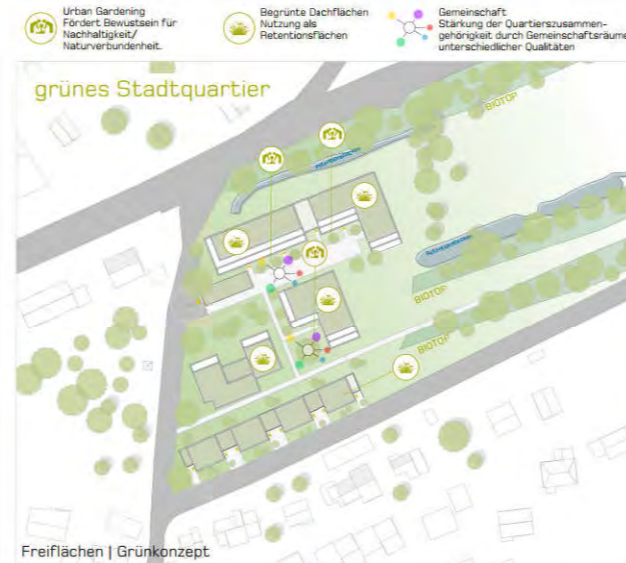 Urban Gardening
Fördert Bewustsein für
Nachhaltigkeit/
Naturverbundenheit.
Begrünte Dachflächen
Nutzung als
Retentionsflächen
Gemeinschaft
Stärkung der Quartierszusammen-
gehörigkeit durch Gemeinschaftsräume
unterschiedlicher Qualitäten
grünes Stadtquartier
BIOTOP
BIOTOP
BIOTOP
Freiflächen | Grünkonzept